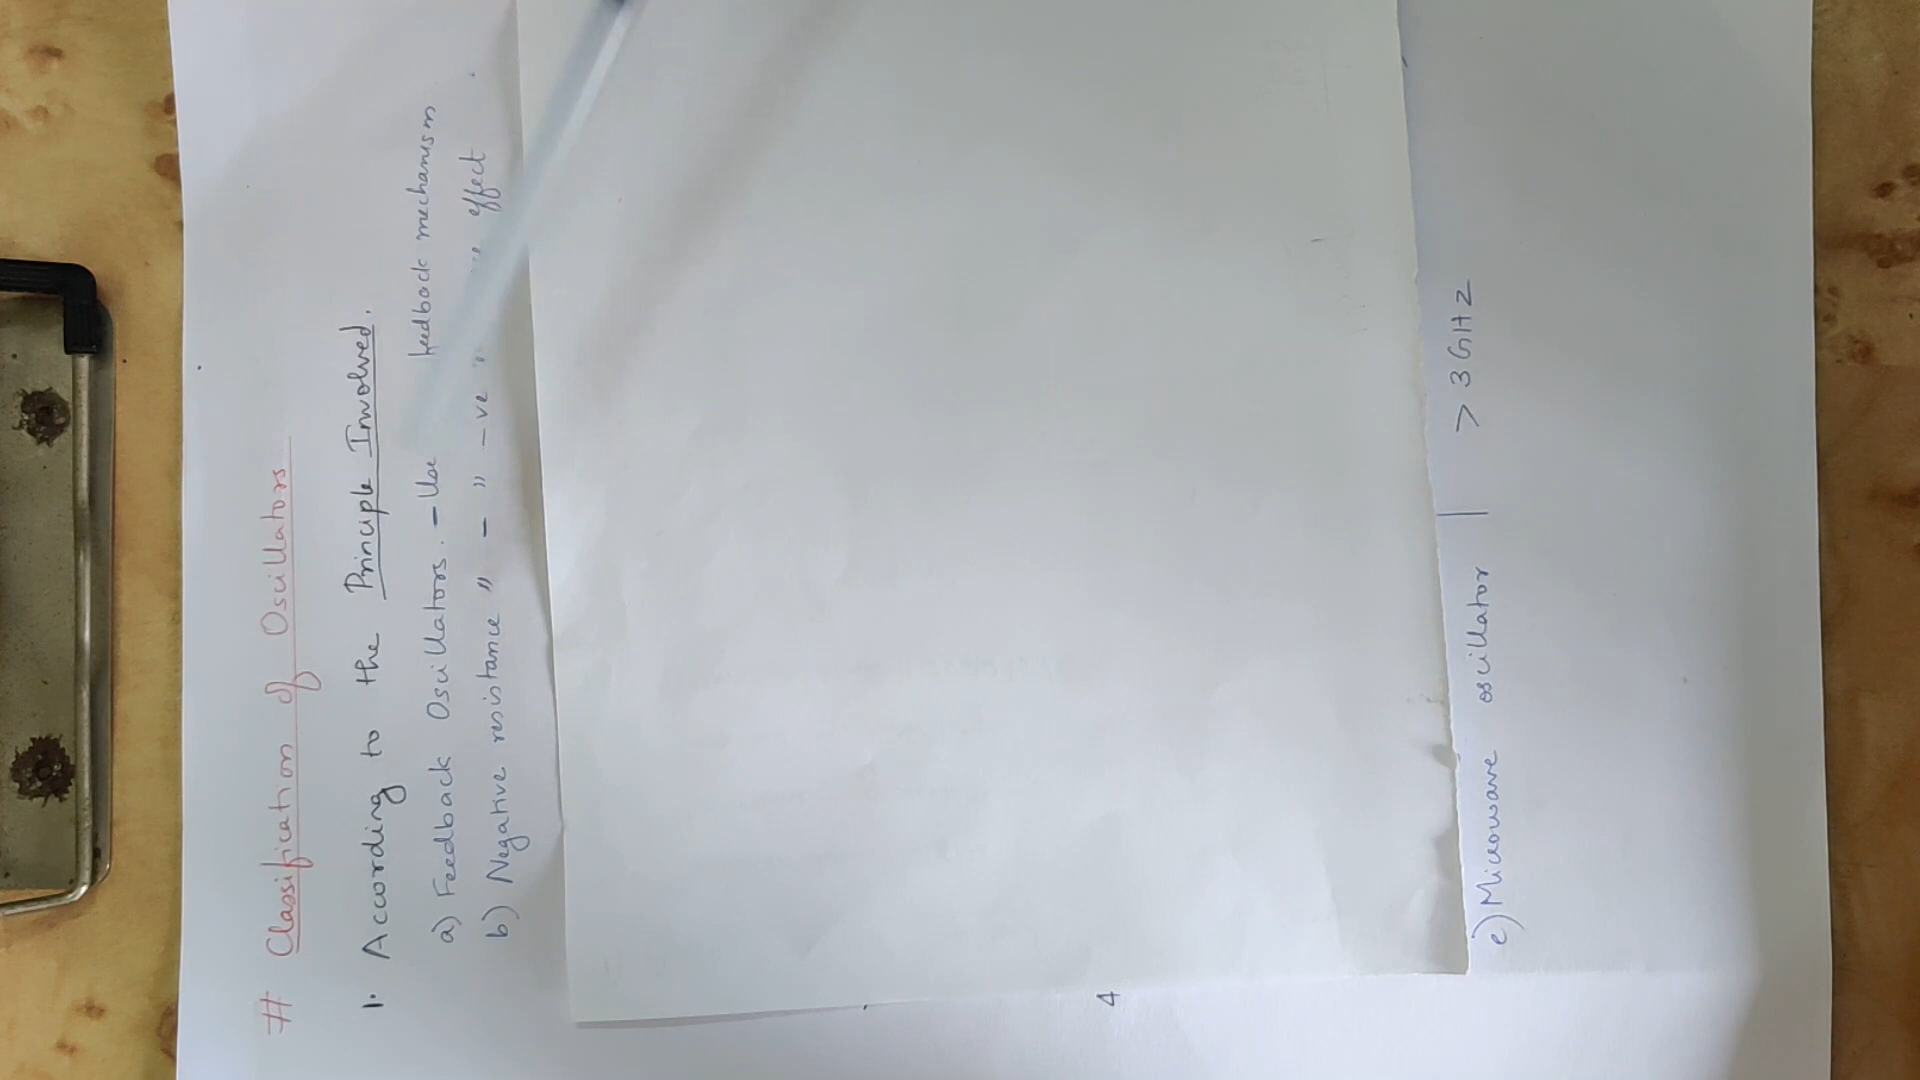 # Classification of Oscillators
1. According to the Principle Involved.
a) Feedback Oscillators. - Use feedback mechanism
b) Negative resistance " - " -ve effect.
4
e) Microwave oscillator | > 3 GHz